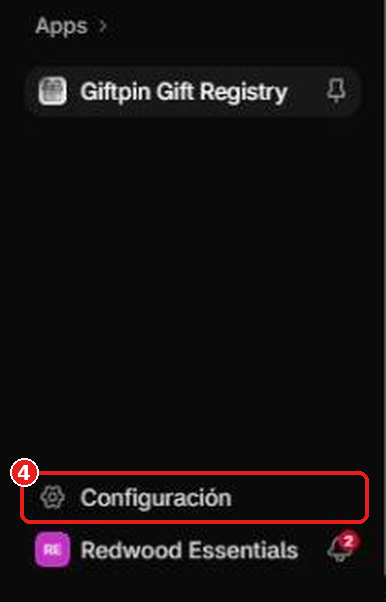 Apps
Giftpin Gift Registry
4
Configuración
RE Redwood Essentials 2